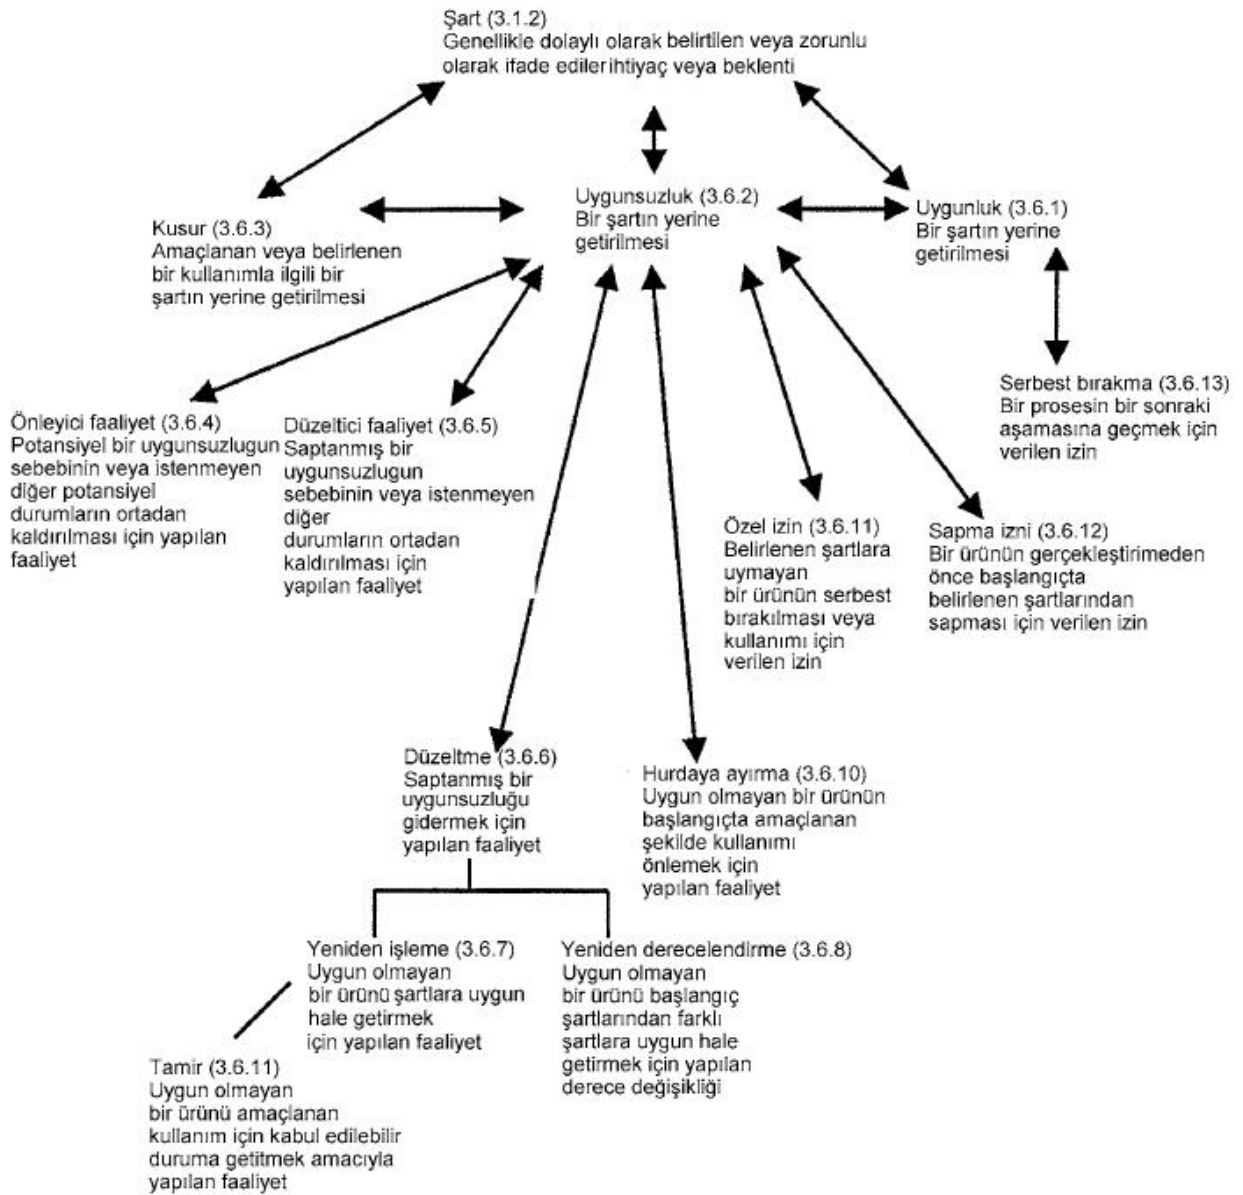 Şart (3.1.2)
Genellikle dolaylı olarak belirtilen veya zorunlu
olarak ifade edilerihtiyaç veya beklenti
Uygunsuzluk (3.6.2)
Bir şartın yerine
getirilmesi
Uygunluk (3.6.1)
Bir şartın yerine
getirilmesi
Kusur (3.6.3)
Amaçlanan veya belirlenen
bir kullanımla ilgili bir
şartın yerine getirilmesi
Serbest bırakma (3.6.13)
Bir prosesin bir sonraki
aşamasına geçmek için
verilen izin
Önleyici faaliyet (3.6.4)
Potansiyel bir uygunsuzlugun
sebebinin veya istenmeyen
diğer potansiyel
durumların ortadan
kaldırılması için yapılan
faaliyet
Düzeltici faaliyet (3.6.5)
Saptanmış bir
uygunsuzlugun
sebebinin veya istenmeyen
diğer
durumların ortadan
kaldırılması için
yapılan faaliyet
Özel izin (3.6.11)
Belirlenen şartlara
uymayan
bir ürünün serbest
bırakılması veya
kullanımı için
verilen izin
Sapma izni (3.6.12)
Bir ürünün gerçekleştirimeden
önce başlangıçta
belirlenen şartlarından
sapması için verilen izin
Düzeltme (3.6.6)
Saptanmış bir
uygunsuzluğu
gidermek için
yapılan faaliyet
Hurdaya ayırma (3.6.10)
Uygun olmayan bir ürünün
başlangıçta amaçlanan
şekilde kullanımı
önlemek için
yapılan faaliyet
Yeniden işleme (3.6.7)
Uygun olmayan
bir ürünü şartlara uygun
hale getirmek
için yapılan faaliyet
Yeniden derecelendirme (3.6.8)
Uygun olmayan
bir ürünü başlangıç
şartlarından farklı
şartlara uygun hale
getirmek için yapılan
derece değişikliği
Tamir (3.6.11)
Uygun olmayan
bir ürünü amaçlanan
kullanım için kabul edilebilir
duruma getitmek amacıyla
yapılan faaliyet